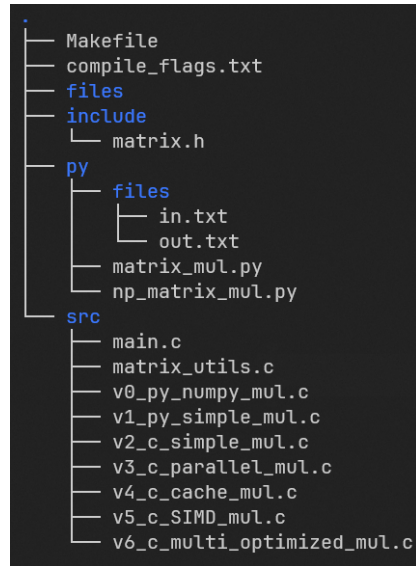 .
├── Makefile
├── compile_flags.txt
├── files
├── include
│   └── matrix.h
├── py
│   ├── files
│   │   ├── in.txt
│   │   └── out.txt
│   ├── matrix_mul.py
│   └── np_matrix_mul.py
└── src
    ├── main.c
    ├── matrix_utils.c
    ├── v0_py_numpy_mul.c
    ├── v1_py_simple_mul.c
    ├── v2_c_simple_mul.c
    ├── v3_c_parallel_mul.c
    ├── v4_c_cache_mul.c
    ├── v5_c_SIMD_mul.c
    └── v6_c_multi_optimized_mul.c